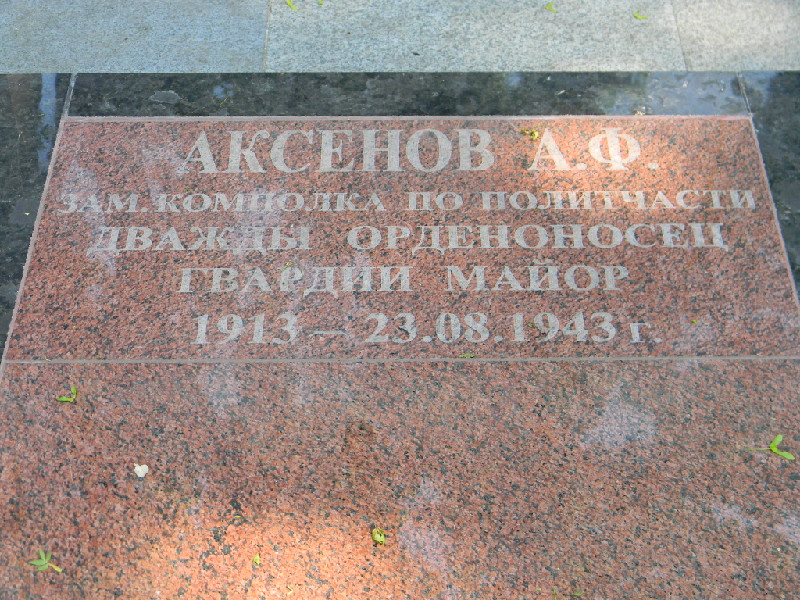 АКСЕНОВ А.Ф.
ЗАМ. КОМПОЛКА ПО ПОЛИТЧАСТИ
ДВАЖДЫ ОРДЕНОНОСЕЦ
ГВАРДИИ МАЙОР
1913 – 23.08.1943 г.